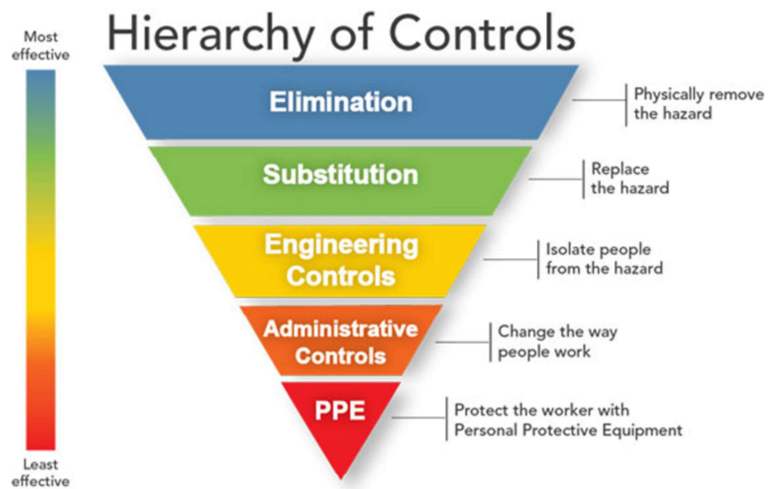 Hierarchy of Controls
Most
effective
Elimination
Physically remove
the hazard
Substitution
Replace
the hazard
Engineering
Controls
Isolate people
from the hazard
Administrative
Controls
Change the way
people work
PPE
Protect the worker with
Personal Protective Equipment
Least
effective